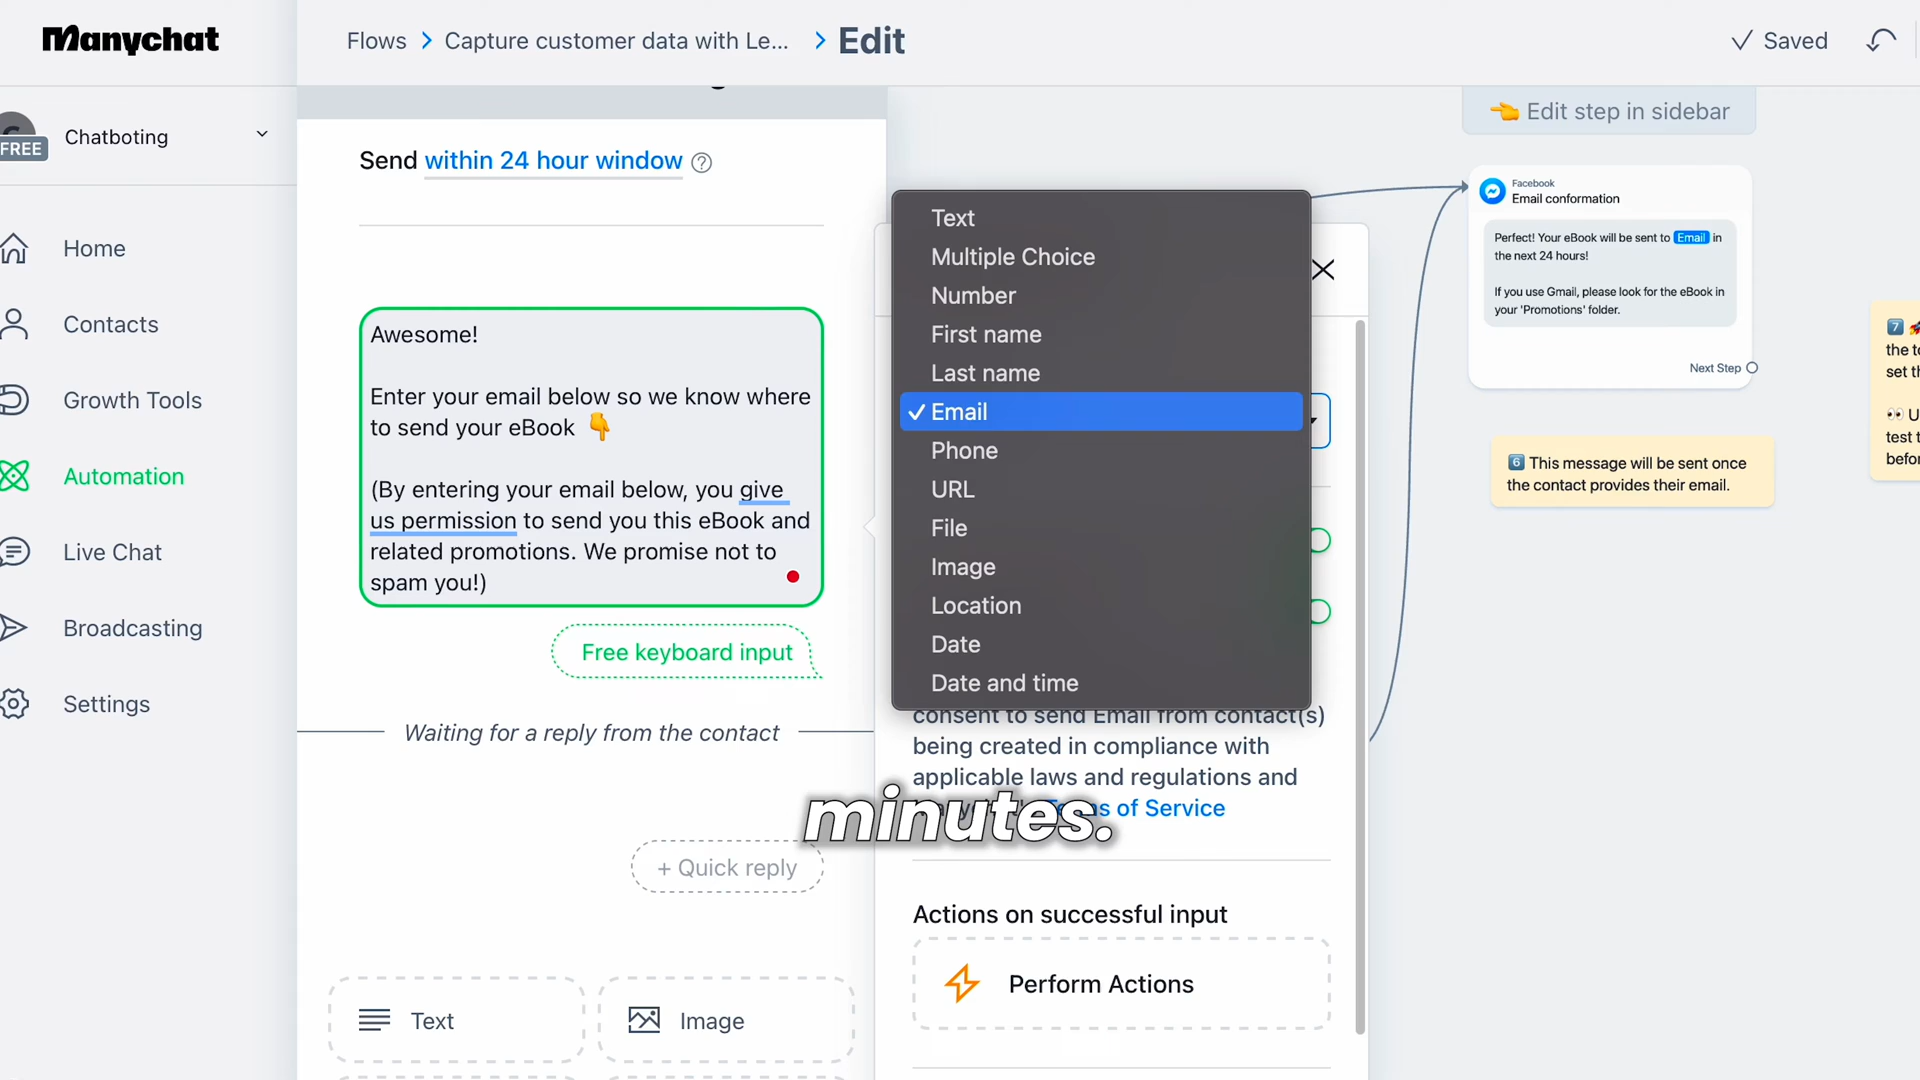 Manychat
Flows > Capture customer data with Le... > Edit
Saved
Chatboting
FREE
Home
Contacts
Growth Tools
Automation
Live Chat
Broadcasting
Settings
Send within 24 hour window ?
Awesome!
Enter your email below so we know where
to send your eBook 👇
(By entering your email below, you give
us permission to send you this eBook and
related promotions. We promise not to
spam you!)
Free keyboard input
Waiting for a reply from the contact
+ Quick reply
Text
Image
Text
Multiple Choice
Number
First name
Last name
✓ Email
Phone
URL
File
Image
Location
Date
Date and time
consent to send Email from contact(s)
being created in compliance with
applicable laws and regulations and
of Service
minutes.
Actions on successful input
Perform Actions
👈 Edit step in sidebar
Facebook
Email conformation
Perfect! Your eBook will be sent to Email in
the next 24 hours!
If you use Gmail, please look for the eBook in
your 'Promotions' folder.
Next Step
6️⃣ This message will be sent once
the contact provides their email.
7️⃣ 🚀
set th
👀 U
test t
befor